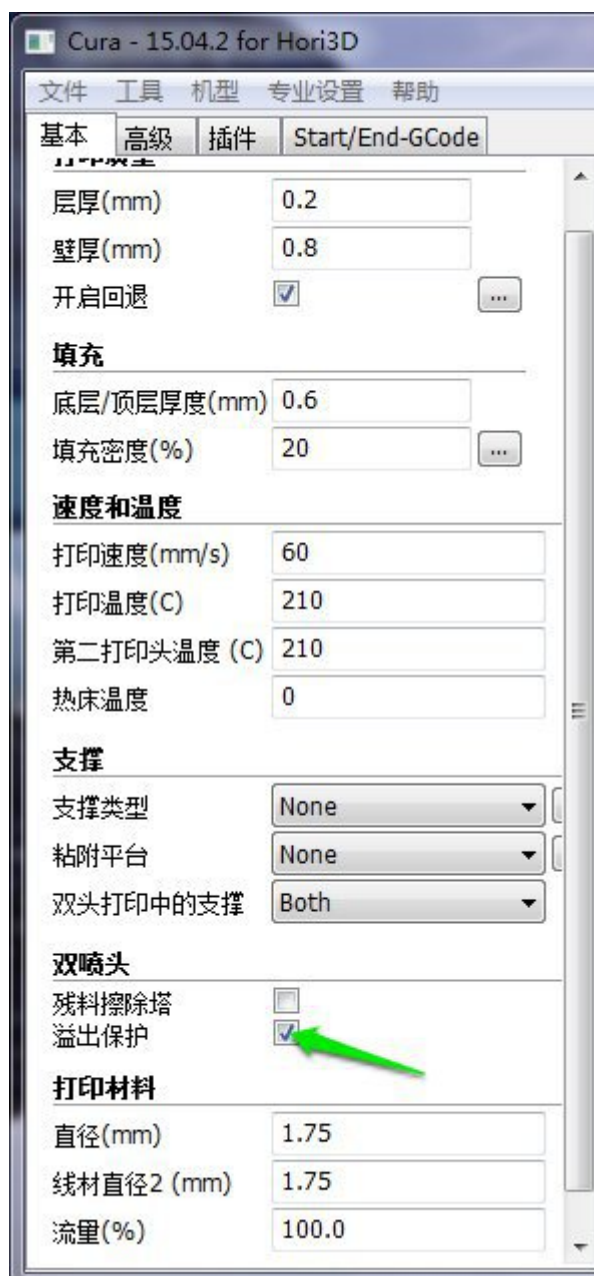 Cura - 15.04.2 for Hori3D
文件 工具 机型 专业设置 帮助
基本 高级 插件 Start/End-GCode
层厚(mm) 0.2
壁厚(mm) 0.8
开启回退 ...
填充
底层/顶层厚度(mm) 0.6
填充密度(%) 20 ...
速度和温度
打印速度(mm/s) 60
打印温度(C) 210
第二打印头温度 (C) 210
热床温度 0
支撑
支撑类型 None
粘附平台 None
双头打印中的支撑 Both
双喷头
残料擦除塔
溢出保护
打印材料
直径(mm) 1.75
线材直径2 (mm) 1.75
流量(%) 100.0